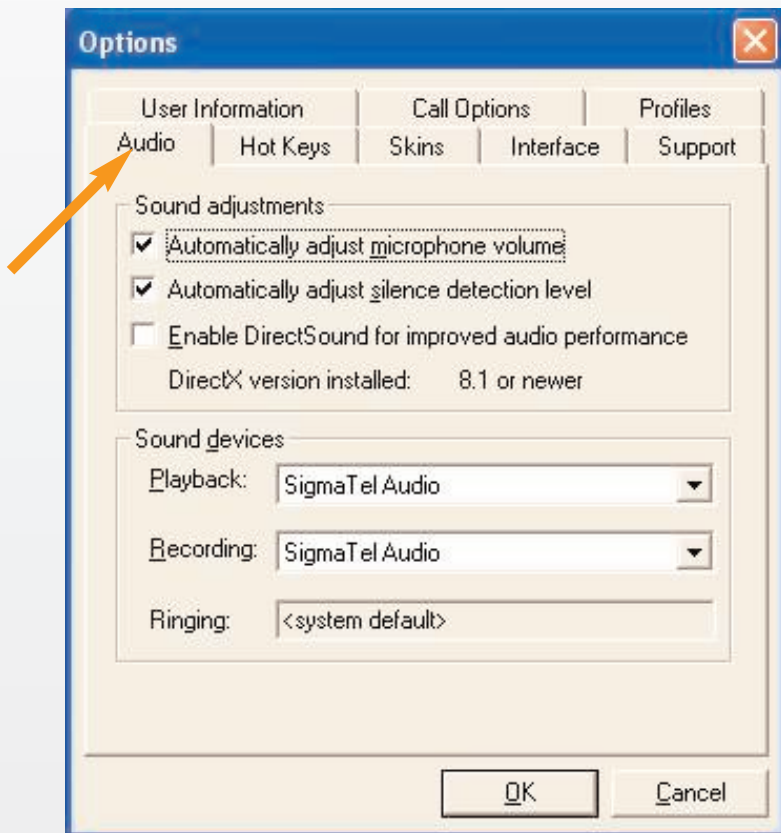 Options
User Information Call Options Profiles
Audio Hot Keys Skins Interface Support
Sound adjustments
Automatically adjust microphone volume
Automatically adjust silence detection level
Enable DirectSound for improved audio performance
DirectX version installed: 8.1 or newer
Sound devices
Playback: SigmaTel Audio
Recording: SigmaTel Audio
Ringing: <system default>
OK Cancel